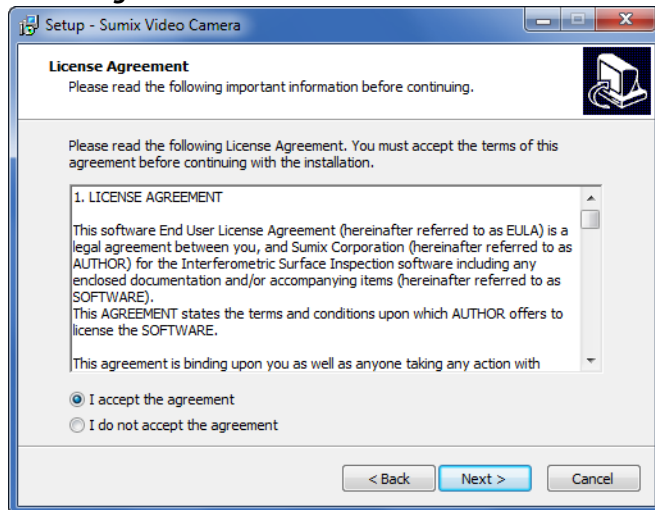 Setup - Sumix Video Camera
License Agreement
Please read the following important information before continuing.
Please read the following License Agreement. You must accept the terms of this
agreement before continuing with the installation.
1. LICENSE AGREEMENT
This software End User License Agreement (hereinafter referred to as EULA) is a
legal agreement between you, and Sumix Corporation (hereinafter referred to as
AUTHOR) for the Interferometric Surface Inspection software including any
enclosed documentation and/or accompanying items (hereinafter referred to as
SOFTWARE).
This AGREEMENT states the terms and conditions upon which AUTHOR offers to
license the SOFTWARE.
This agreement is binding upon you as well as anyone taking any action with
I accept the agreement
I do not accept the agreement
< Back Next > Cancel